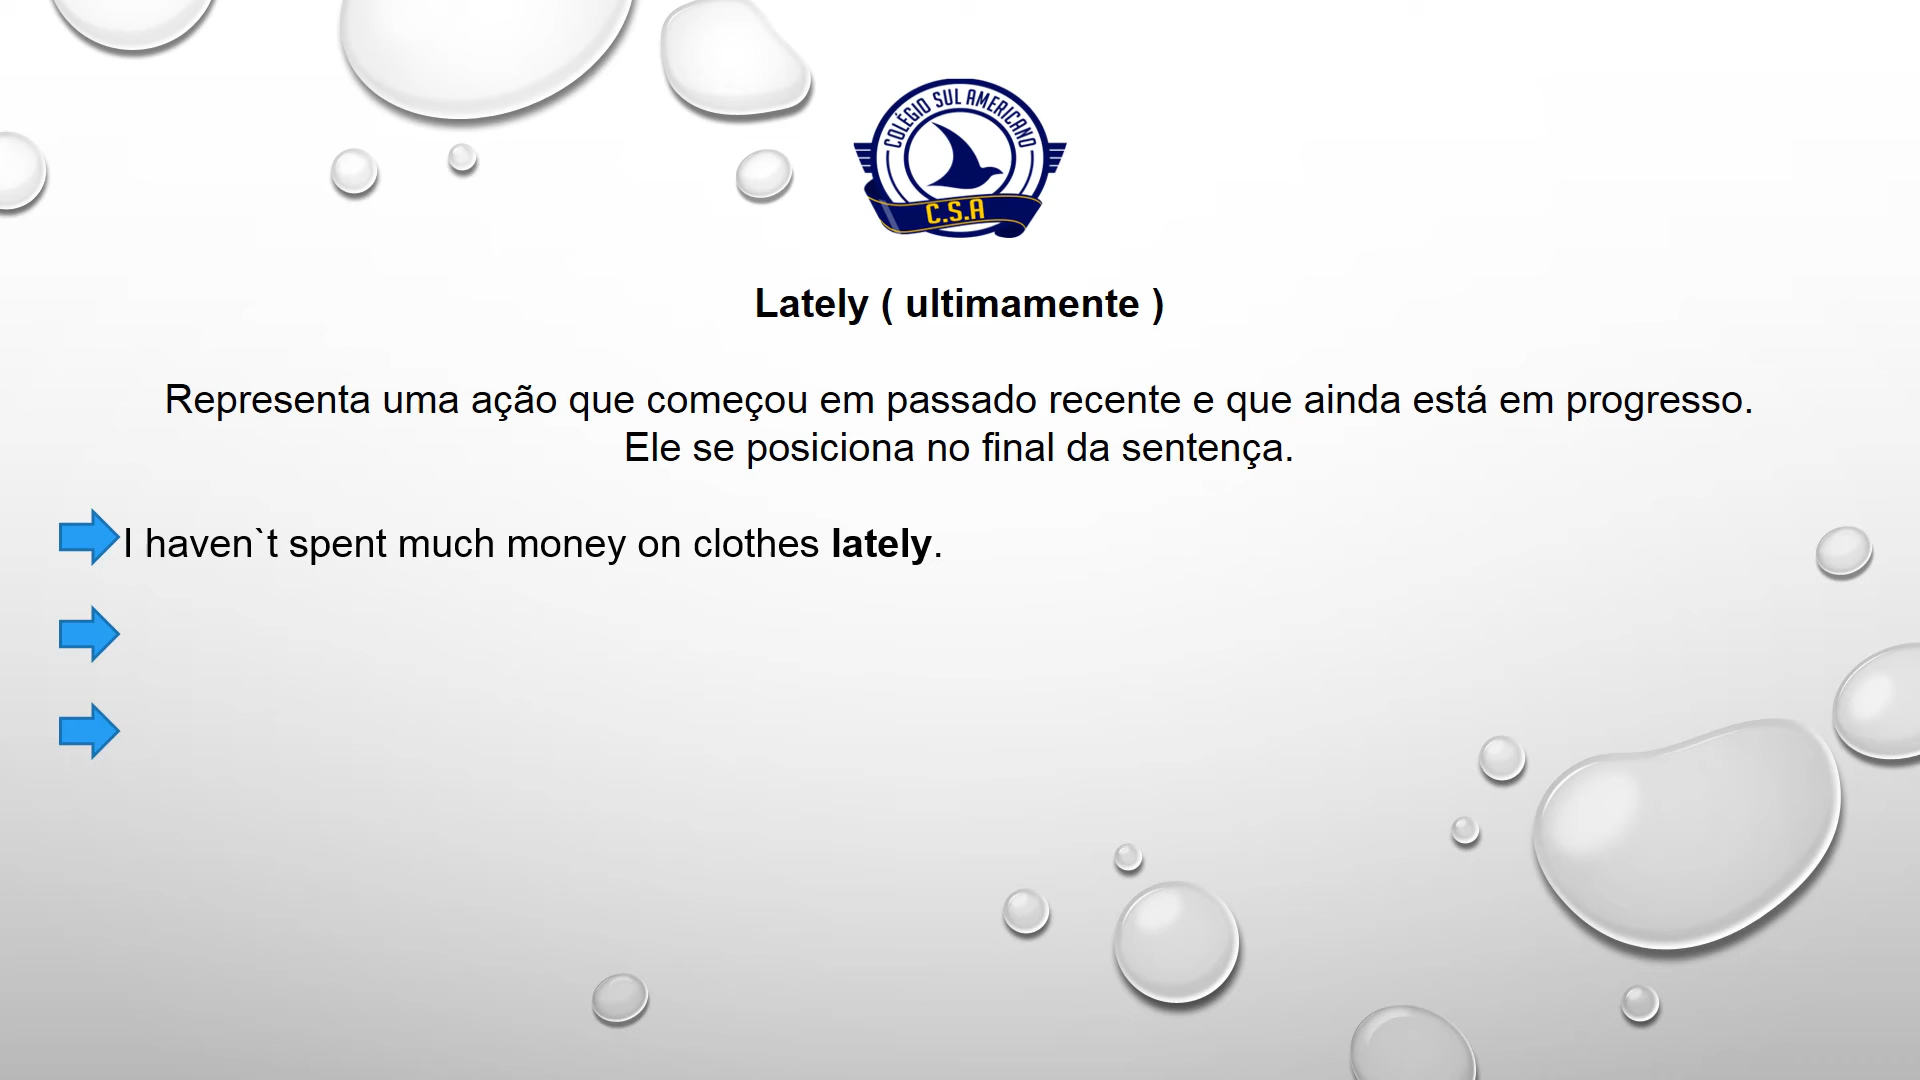 COLÉGIO SUL AMERICANO
C.S.A
Lately ( ultimamente )
Representa uma ação que começou em passado recente e que ainda está em progresso.
Ele se posiciona no final da sentença.
I haven`t spent much money on clothes lately.